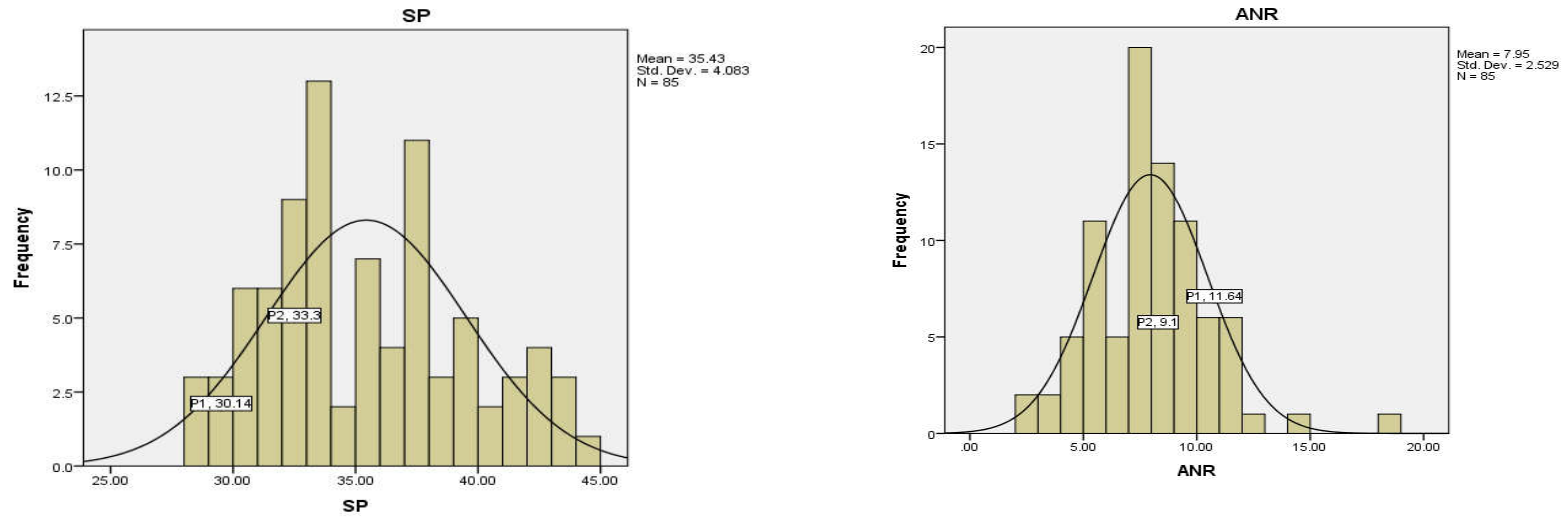 SP
Mean = 35.43
Std. Dev. = 4.083
N = 85
12.5
10.0
7.5
5.0
2.5
0.0
Frequency
P2, 33.3
P1, 30.14
25.00
30.00
35.00
40.00
45.00
SP
ANR
Mean = 7.95
Std. Dev. = 2.529
N = 85
20
15
10
5
0
Frequency
P1, 11.64
P2, 9.1
.00
5.00
10.00
15.00
20.00
ANR